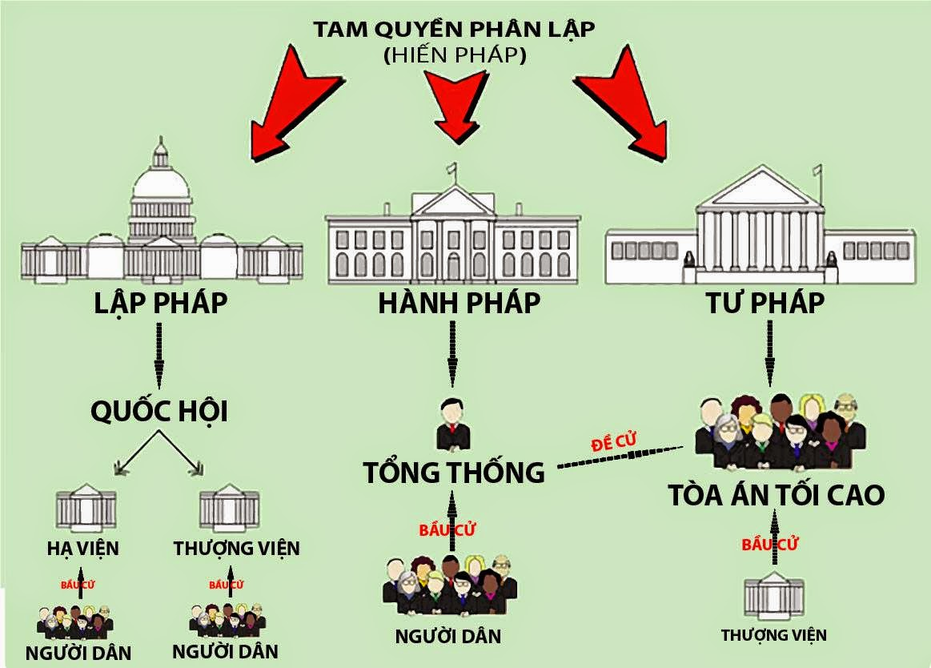 TAM QUYỀN PHÂN LẬP
(HIẾN PHÁP)
LẬP PHÁP
HÀNH PHÁP
TƯ PHÁP
QUỐC HỘI
ĐỀ CỬ
TỔNG THỐNG
TÒA ÁN TỐI CAO
BẦU CỬ
BẦU CỬ
HẠ VIỆN
THƯỢNG VIỆN
BẦU CỬ
BẦU CỬ
NGƯỜI DÂN
THƯỢNG VIỆN
NGƯỜI DÂN
NGƯỜI DÂN